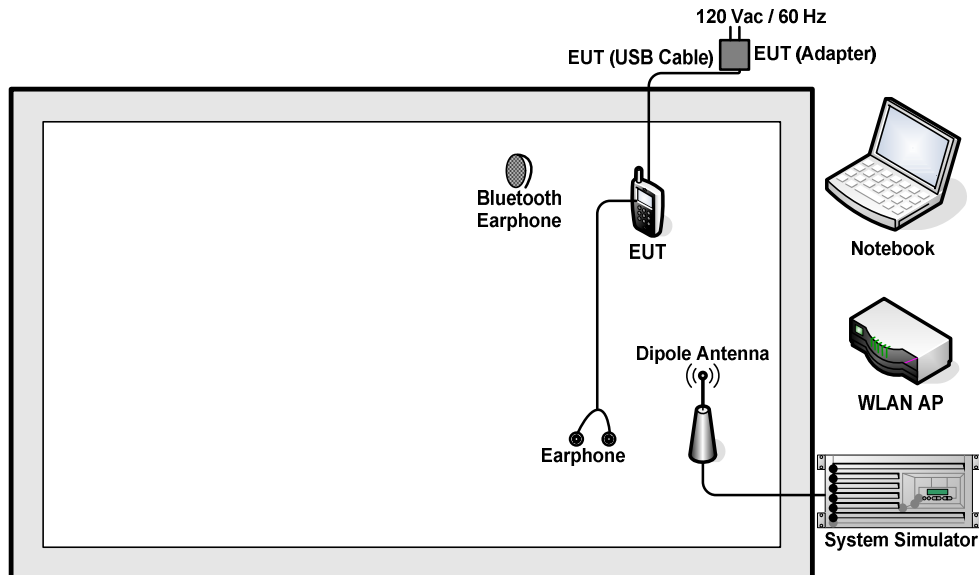 120 Vac / 60 Hz
EUT (USB Cable)
EUT (Adapter)
Bluetooth
Earphone
EUT
Notebook
Dipole Antenna
WLAN AP
Earphone
System Simulator